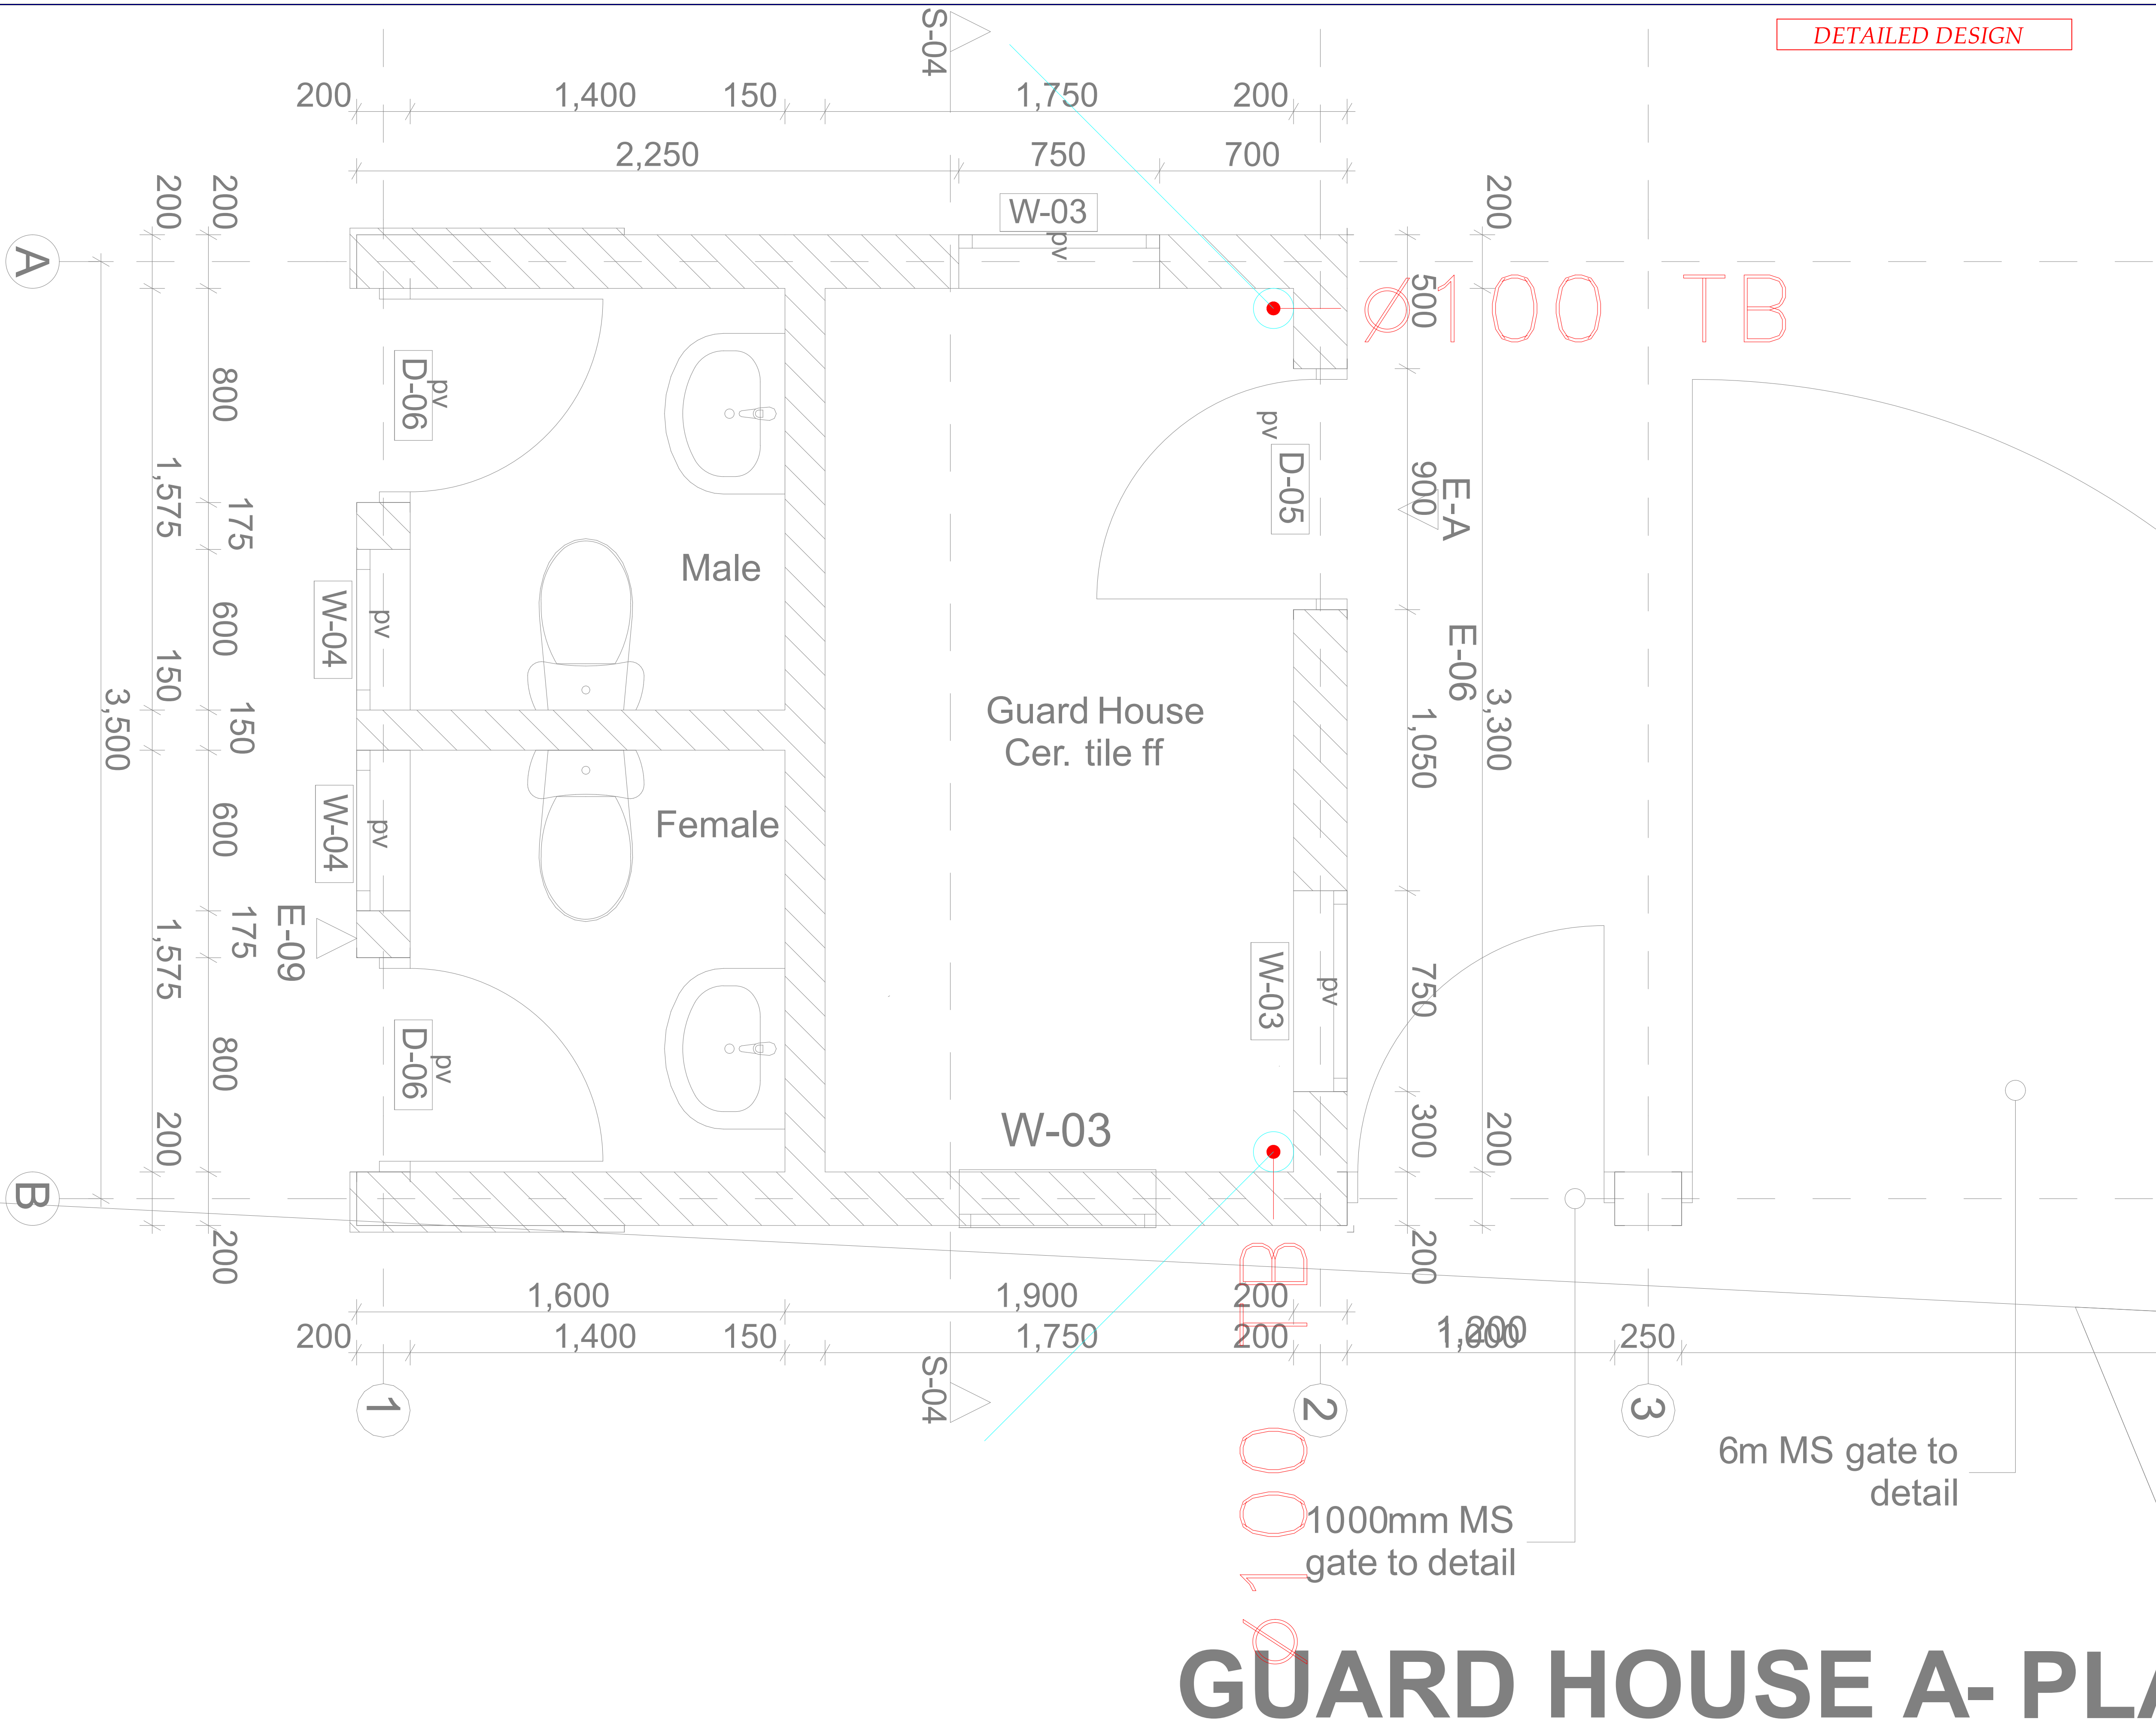 DETAILED DESIGN
S-04
200
1,400
150
1,750
200
2,250
750
700
200
200
200
W-03
pv
A
Ø100 TB
500
800
D-06
pv
pv
D-05
900
E-A
1,575
175
Male
600
W-04
pv
150
150
3,500
Guard House
Cer. tile ff
E-06
1,050
3,300
600
W-04
pv
Female
1,575
175
E-09
W-03
pv
750
800
D-06
pv
W-03
300
200
200
B
200
200
1,600
1,900
200
200
1,400
150
1,750
200
1,200
250
S-04
1
2
3
Ø100 TB
6m MS gate to
detail
1000mm MS
gate to detail
GUARD HOUSE A- PLA